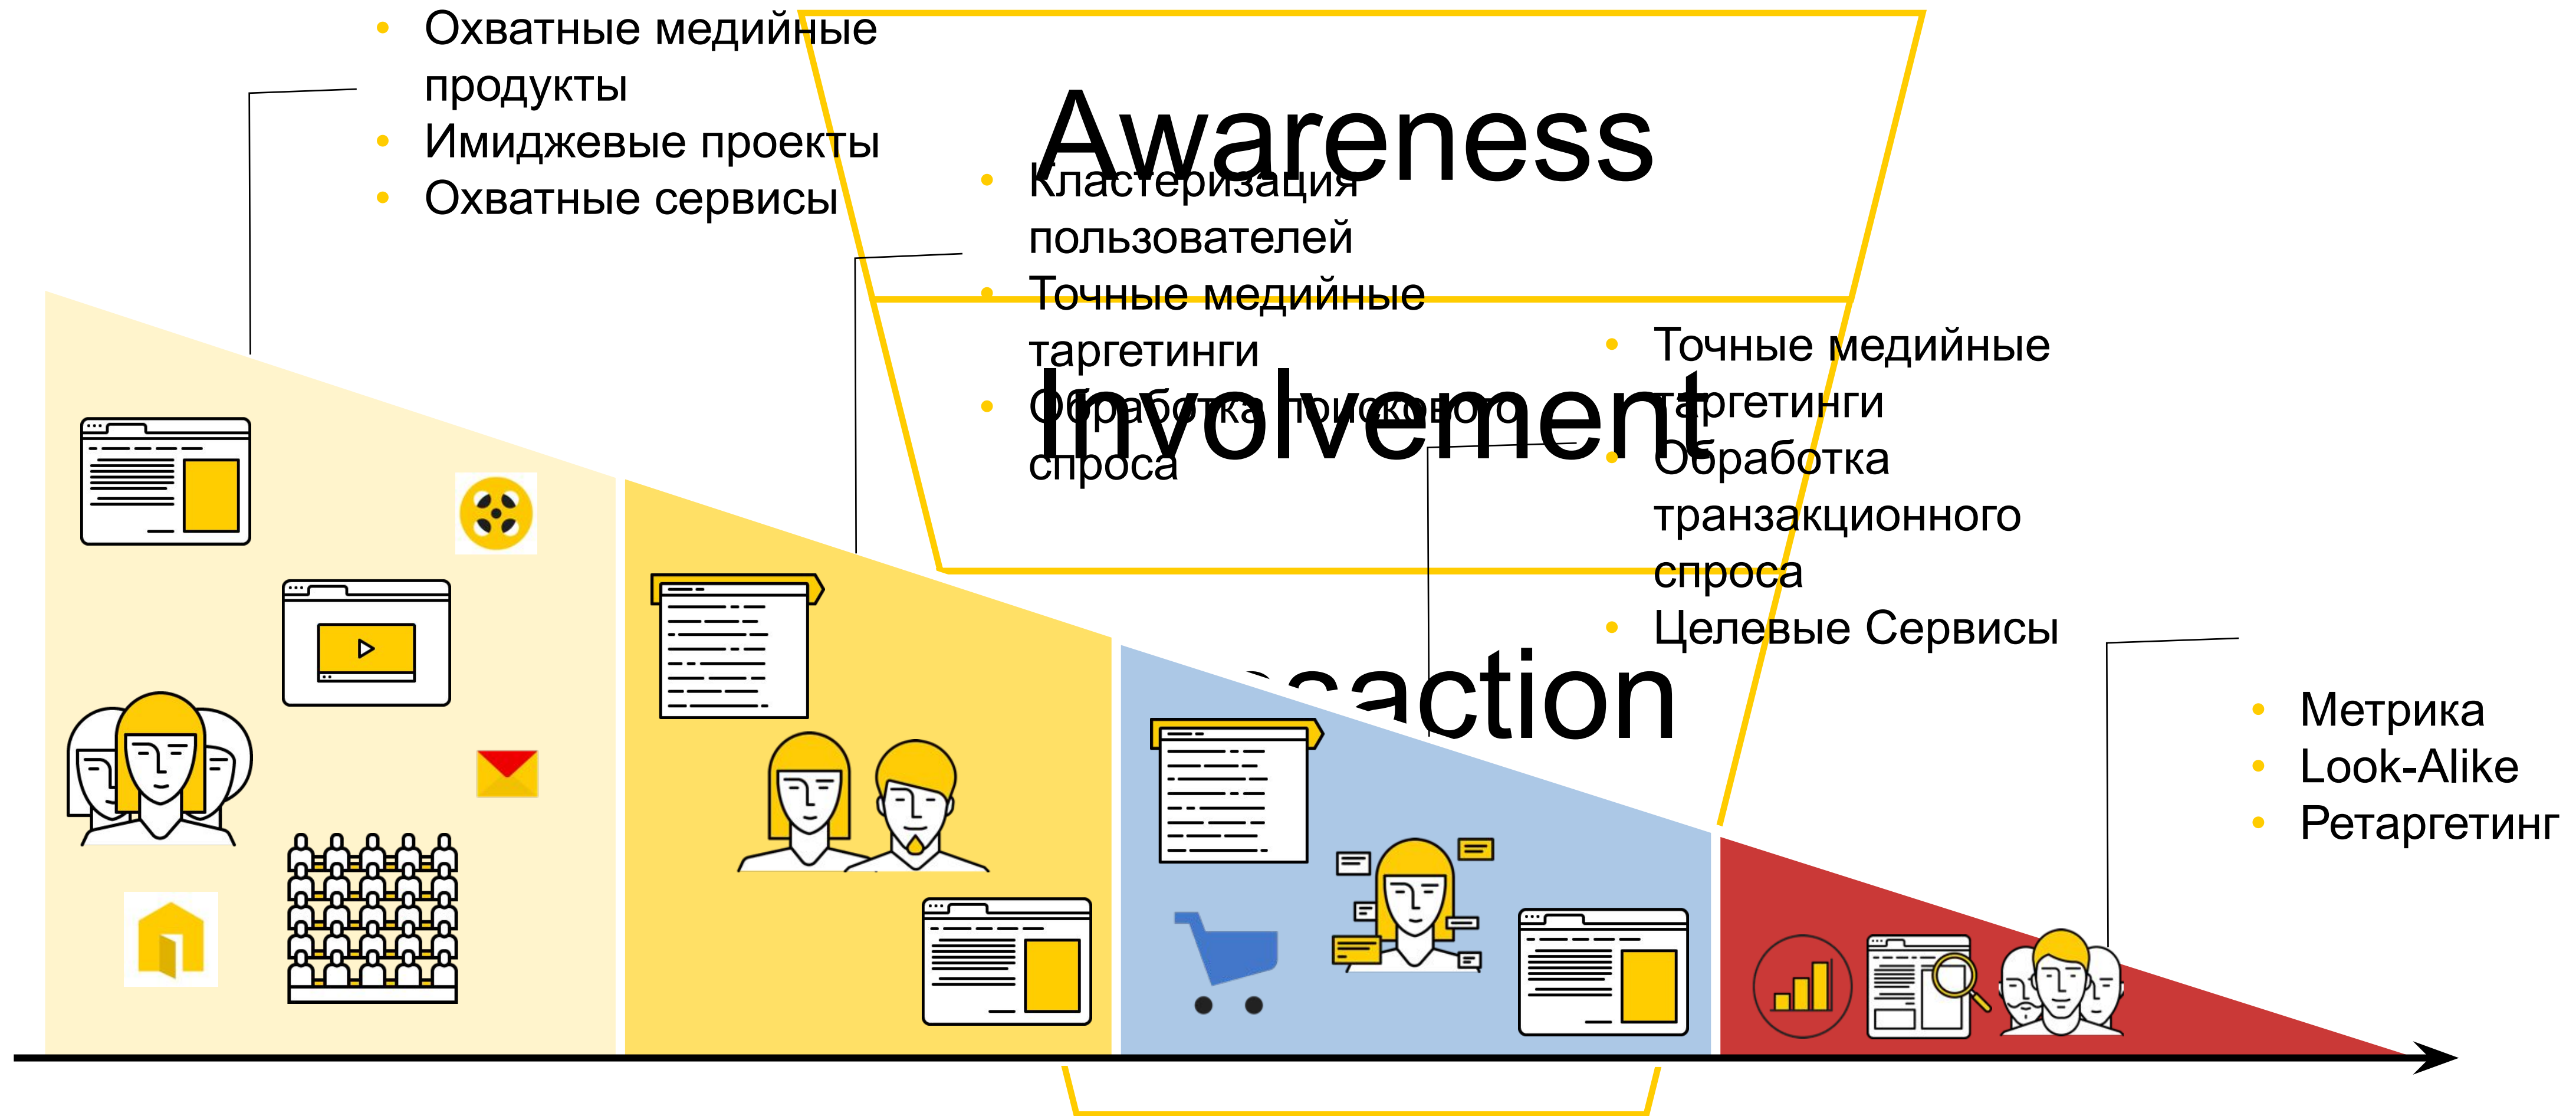 Охватные медийные
продукты
Имиджевые проекты
Охватные сервисы
Awareness
Кластеризация
пользователей
Точные медийные
таргетинги
Обработка поискового
спроса
Involvement
Точные медийные
таргетинги
Обработка
транзакционного
спроса
Целевые Сервисы
saction
Метрика
Look-Alike
Ретаргетинг